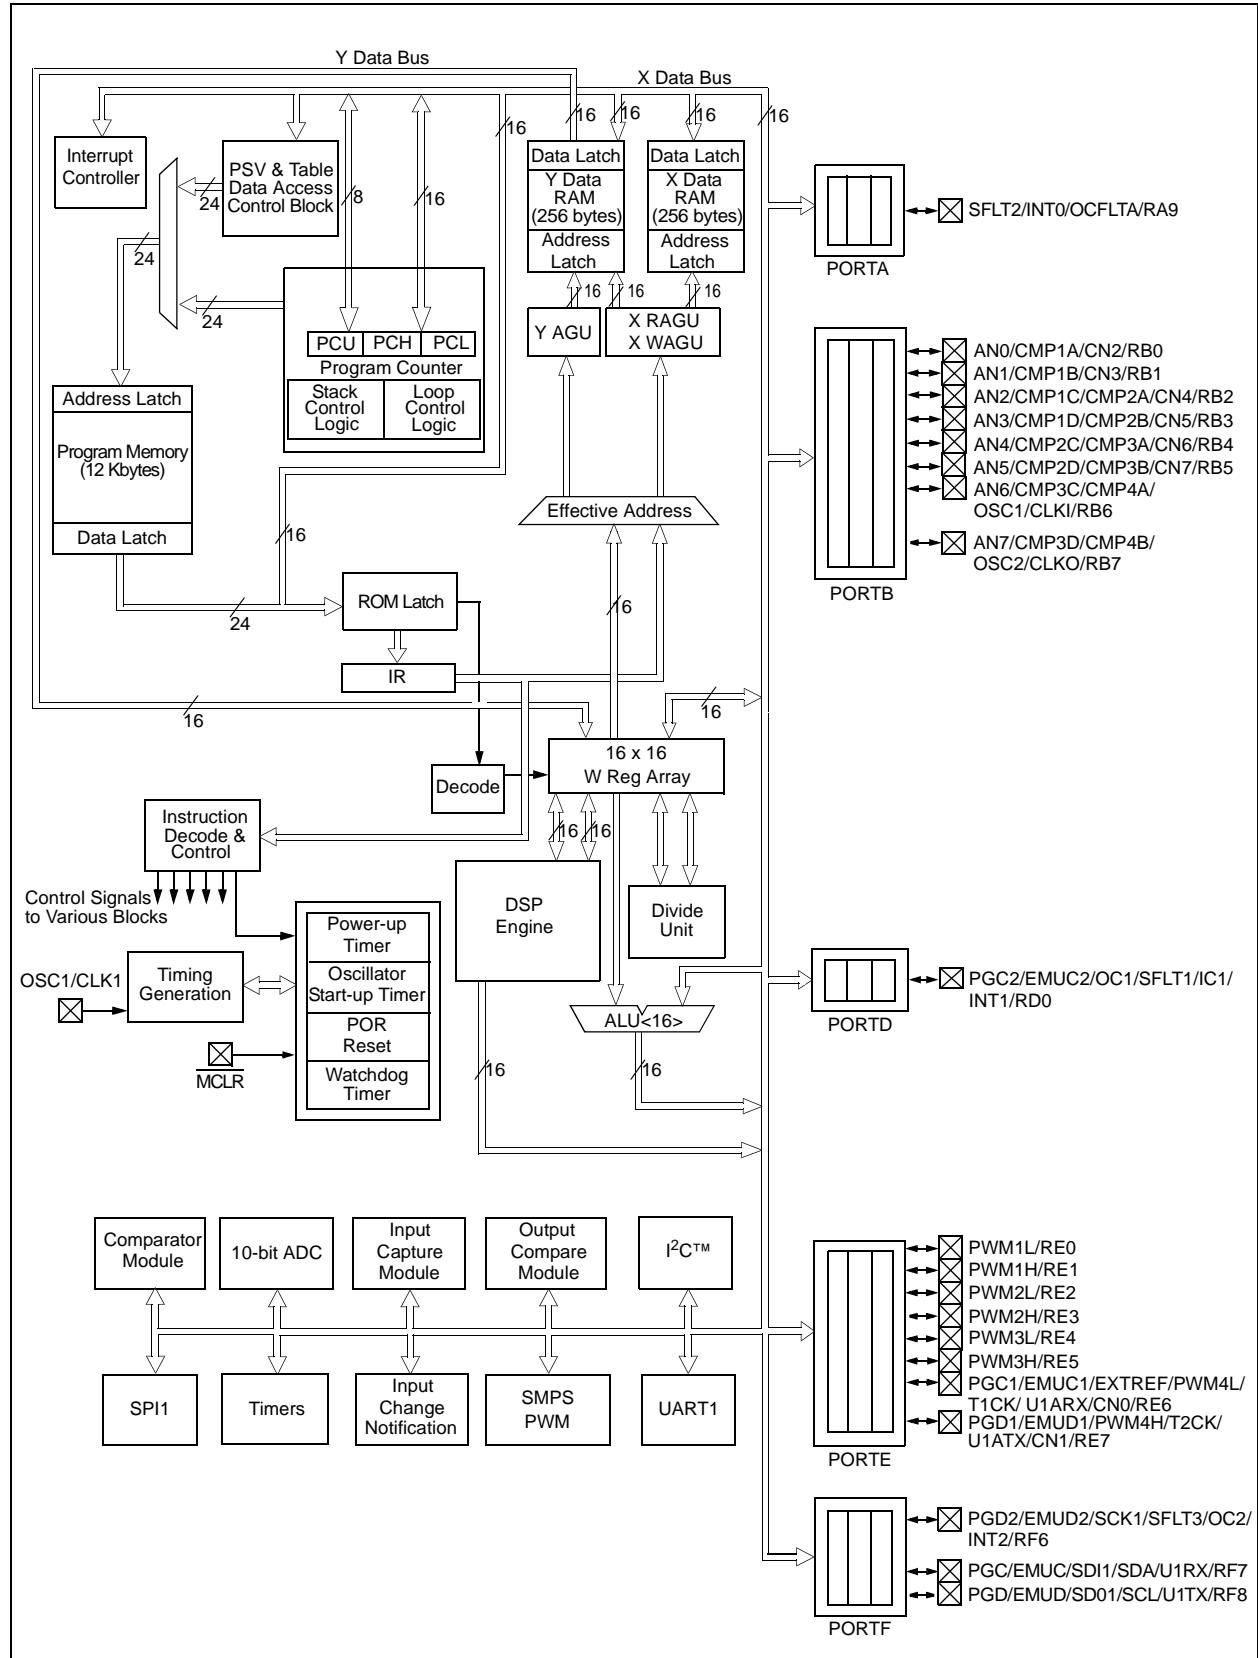 Y Data Bus
X Data Bus
16
16
16
16
16
Interrupt
Controller
PSV & Table
Data Access
Control Block
24
8
16
24
24
Data Latch
Y Data
RAM
(256 bytes)
Address
Latch
Data Latch
X Data
RAM
(256 bytes)
Address
Latch
16
16
16
Y AGU
X RAGU
X WAGU
PCU
PCH
PCL
Program Counter
Stack
Control
Logic
Loop
Control
Logic
Address Latch
Program Memory
(12 Kbytes)
Data Latch
Effective Address
16
24
ROM Latch
16
IR
16
16
16 x 16
W Reg Array
Decode
Instruction
Decode &
Control
16
16
Control Signals
to Various Blocks
DSP
Engine
Divide
Unit
Power-up
Timer
Oscillator
Start-up Timer
POR
Reset
Watchdog
Timer
OSC1/CLK1
Timing
Generation
MCLR
ALU<16>
16
16
Comparator
Module
10-bit ADC
Input
Capture
Module
Output
Compare
Module
I2C™
SPI1
Timers
Input
Change
Notification
SMPS
PWM
UART1
SFLT2/INT0/OCFLTA/RA9
PORTA
AN0/CMP1A/CN2/RB0
AN1/CMP1B/CN3/RB1
AN2/CMP1C/CMP2A/CN4/RB2
AN3/CMP1D/CMP2B/CN5/RB3
AN4/CMP2C/CMP3A/CN6/RB4
AN5/CMP2D/CMP3B/CN7/RB5
AN6/CMP3C/CMP4A/
OSC1/CLKI/RB6
AN7/CMP3D/CMP4B/
OSC2/CLKO/RB7
PORTB
PGC2/EMUC2/OC1/SFLT1/IC1/
INT1/RD0
PORTD
PWM1L/RE0
PWM1H/RE1
PWM2L/RE2
PWM2H/RE3
PWM3L/RE4
PWM3H/RE5
PGC1/EMUC1/EXTREF/PWM4L/
T1CK/ U1ARX/CN0/RE6
PGD1/EMUD1/PWM4H/T2CK/
U1ATX/CN1/RE7
PORTE
PGD2/EMUD2/SCK1/SFLT3/OC2/
INT2/RF6
PGC/EMUC/SDI1/SDA/U1RX/RF7
PGD/EMUD/SD01/SCL/U1TX/RF8
PORTF